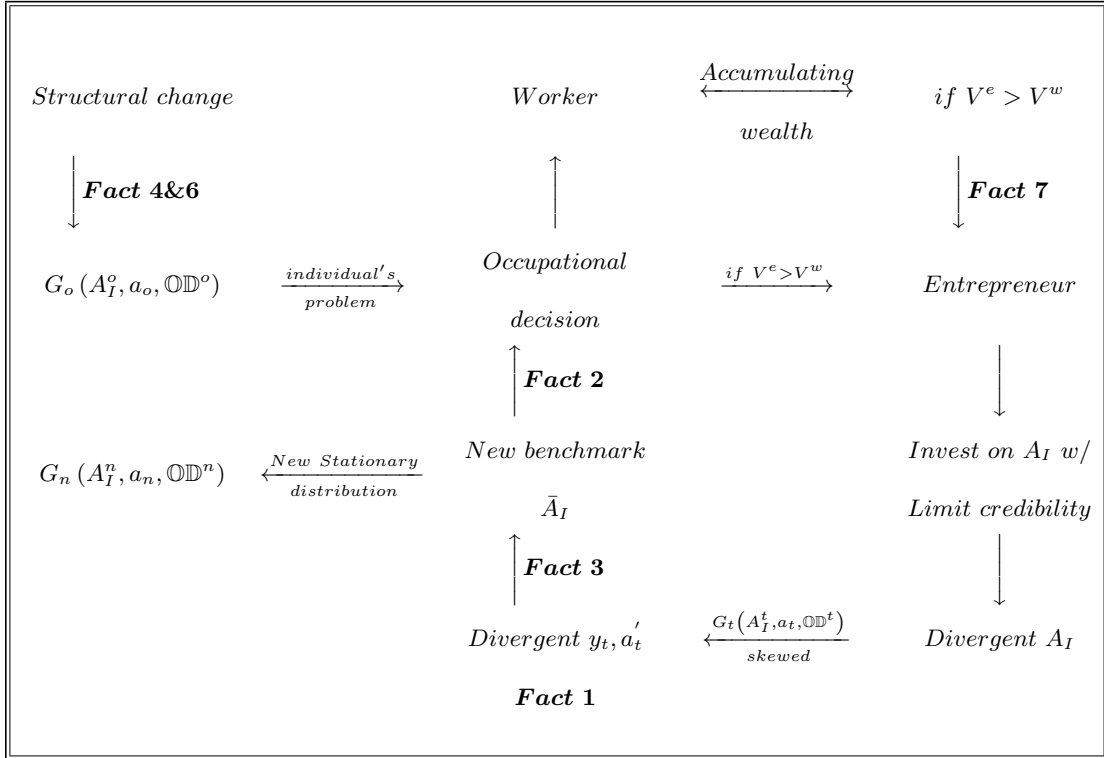 Structural change Worker Accumulating wealth if V^e > V^w
Fact 4&6 Fact 7
G_o (A_I^o, a_o, 𝕆𝔻^o) individual's problem Occupational decision if V^e>V^w Entrepreneur
Fact 2
G_n (A_I^n, a_n, 𝕆𝔻^n) New Stationary distribution New benchmark Ā_I Invest on A_I w/ Limit credibility
Fact 3
Divergent y_t, a_t^' G_t(A_I^t, a_t, 𝕆𝔻^t) skewed Divergent A_I
Fact 1